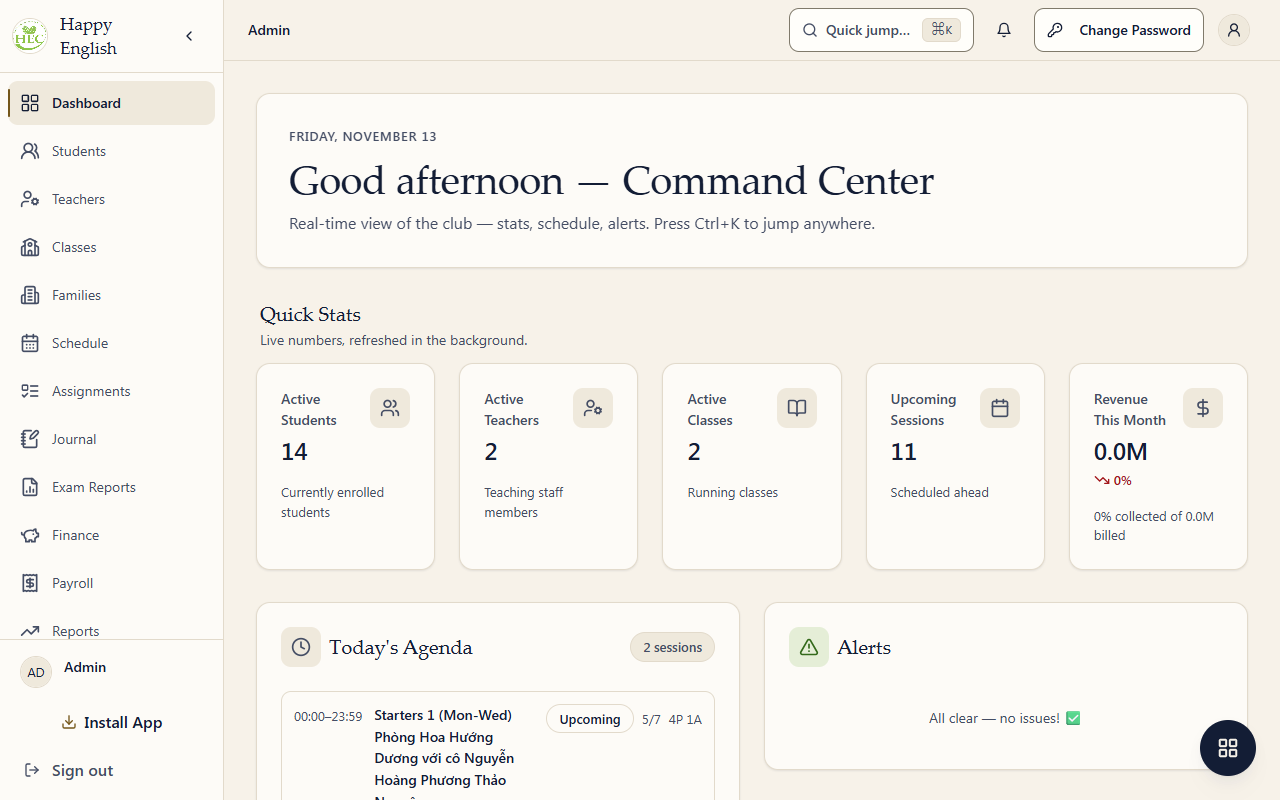 HEC
Happy
English
Dashboard
Students
Teachers
Classes
Families
Schedule
Assignments
Journal
Exam Reports
Finance
Payroll
Reports
AD
Admin
Install App
Sign out
Admin
Quick jump...
⌘K
Change Password
FRIDAY, NOVEMBER 13
Good afternoon — Command Center
Real-time view of the club — stats, schedule, alerts. Press Ctrl+K to jump anywhere.
Quick Stats
Live numbers, refreshed in the background.
Active
Students
14
Currently enrolled
students
Active
Teachers
2
Teaching staff
members
Active
Classes
2
Running classes
Upcoming
Sessions
11
Scheduled ahead
Revenue
This Month
0.0M
0%
0% collected of 0.0M
billed
Today's Agenda
2 sessions
00:00–23:59
Starters 1 (Mon-Wed)
Phòng Hoa Hướng
Dương với cô Nguyễn
Hoàng Phương Thảo
Upcoming
5/7 4P 1A
Alerts
All clear — no issues! ✅